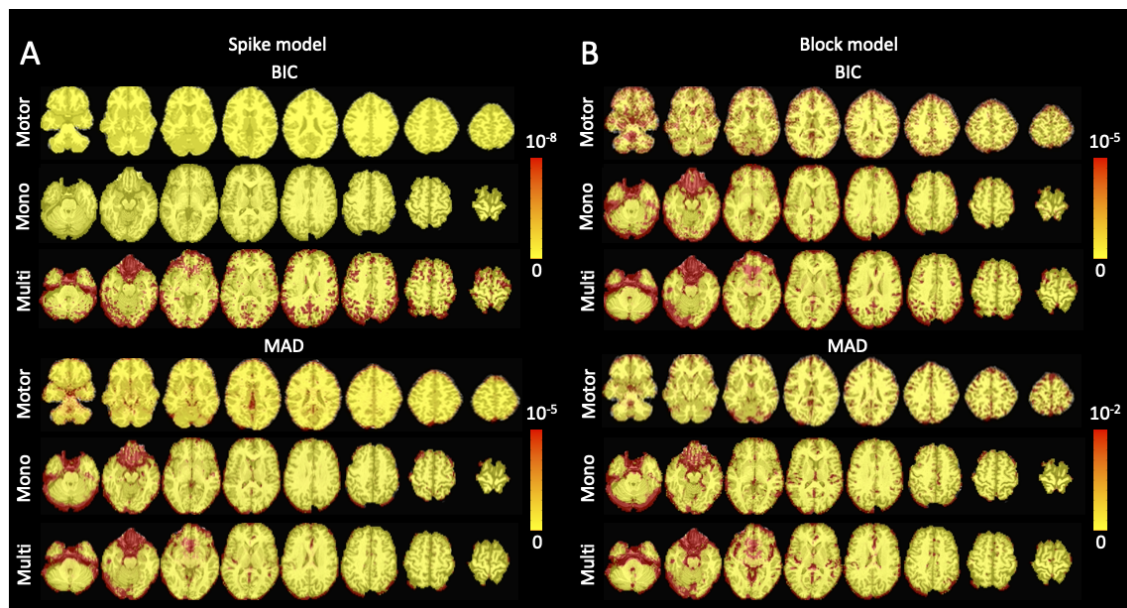 A
Spike model
BIC
Motor
Mono
Multi
10-8
0
MAD
Motor
Mono
Multi
10-5
0
B
Block model
BIC
Motor
Mono
Multi
10-5
0
MAD
Motor
Mono
Multi
10-2
0